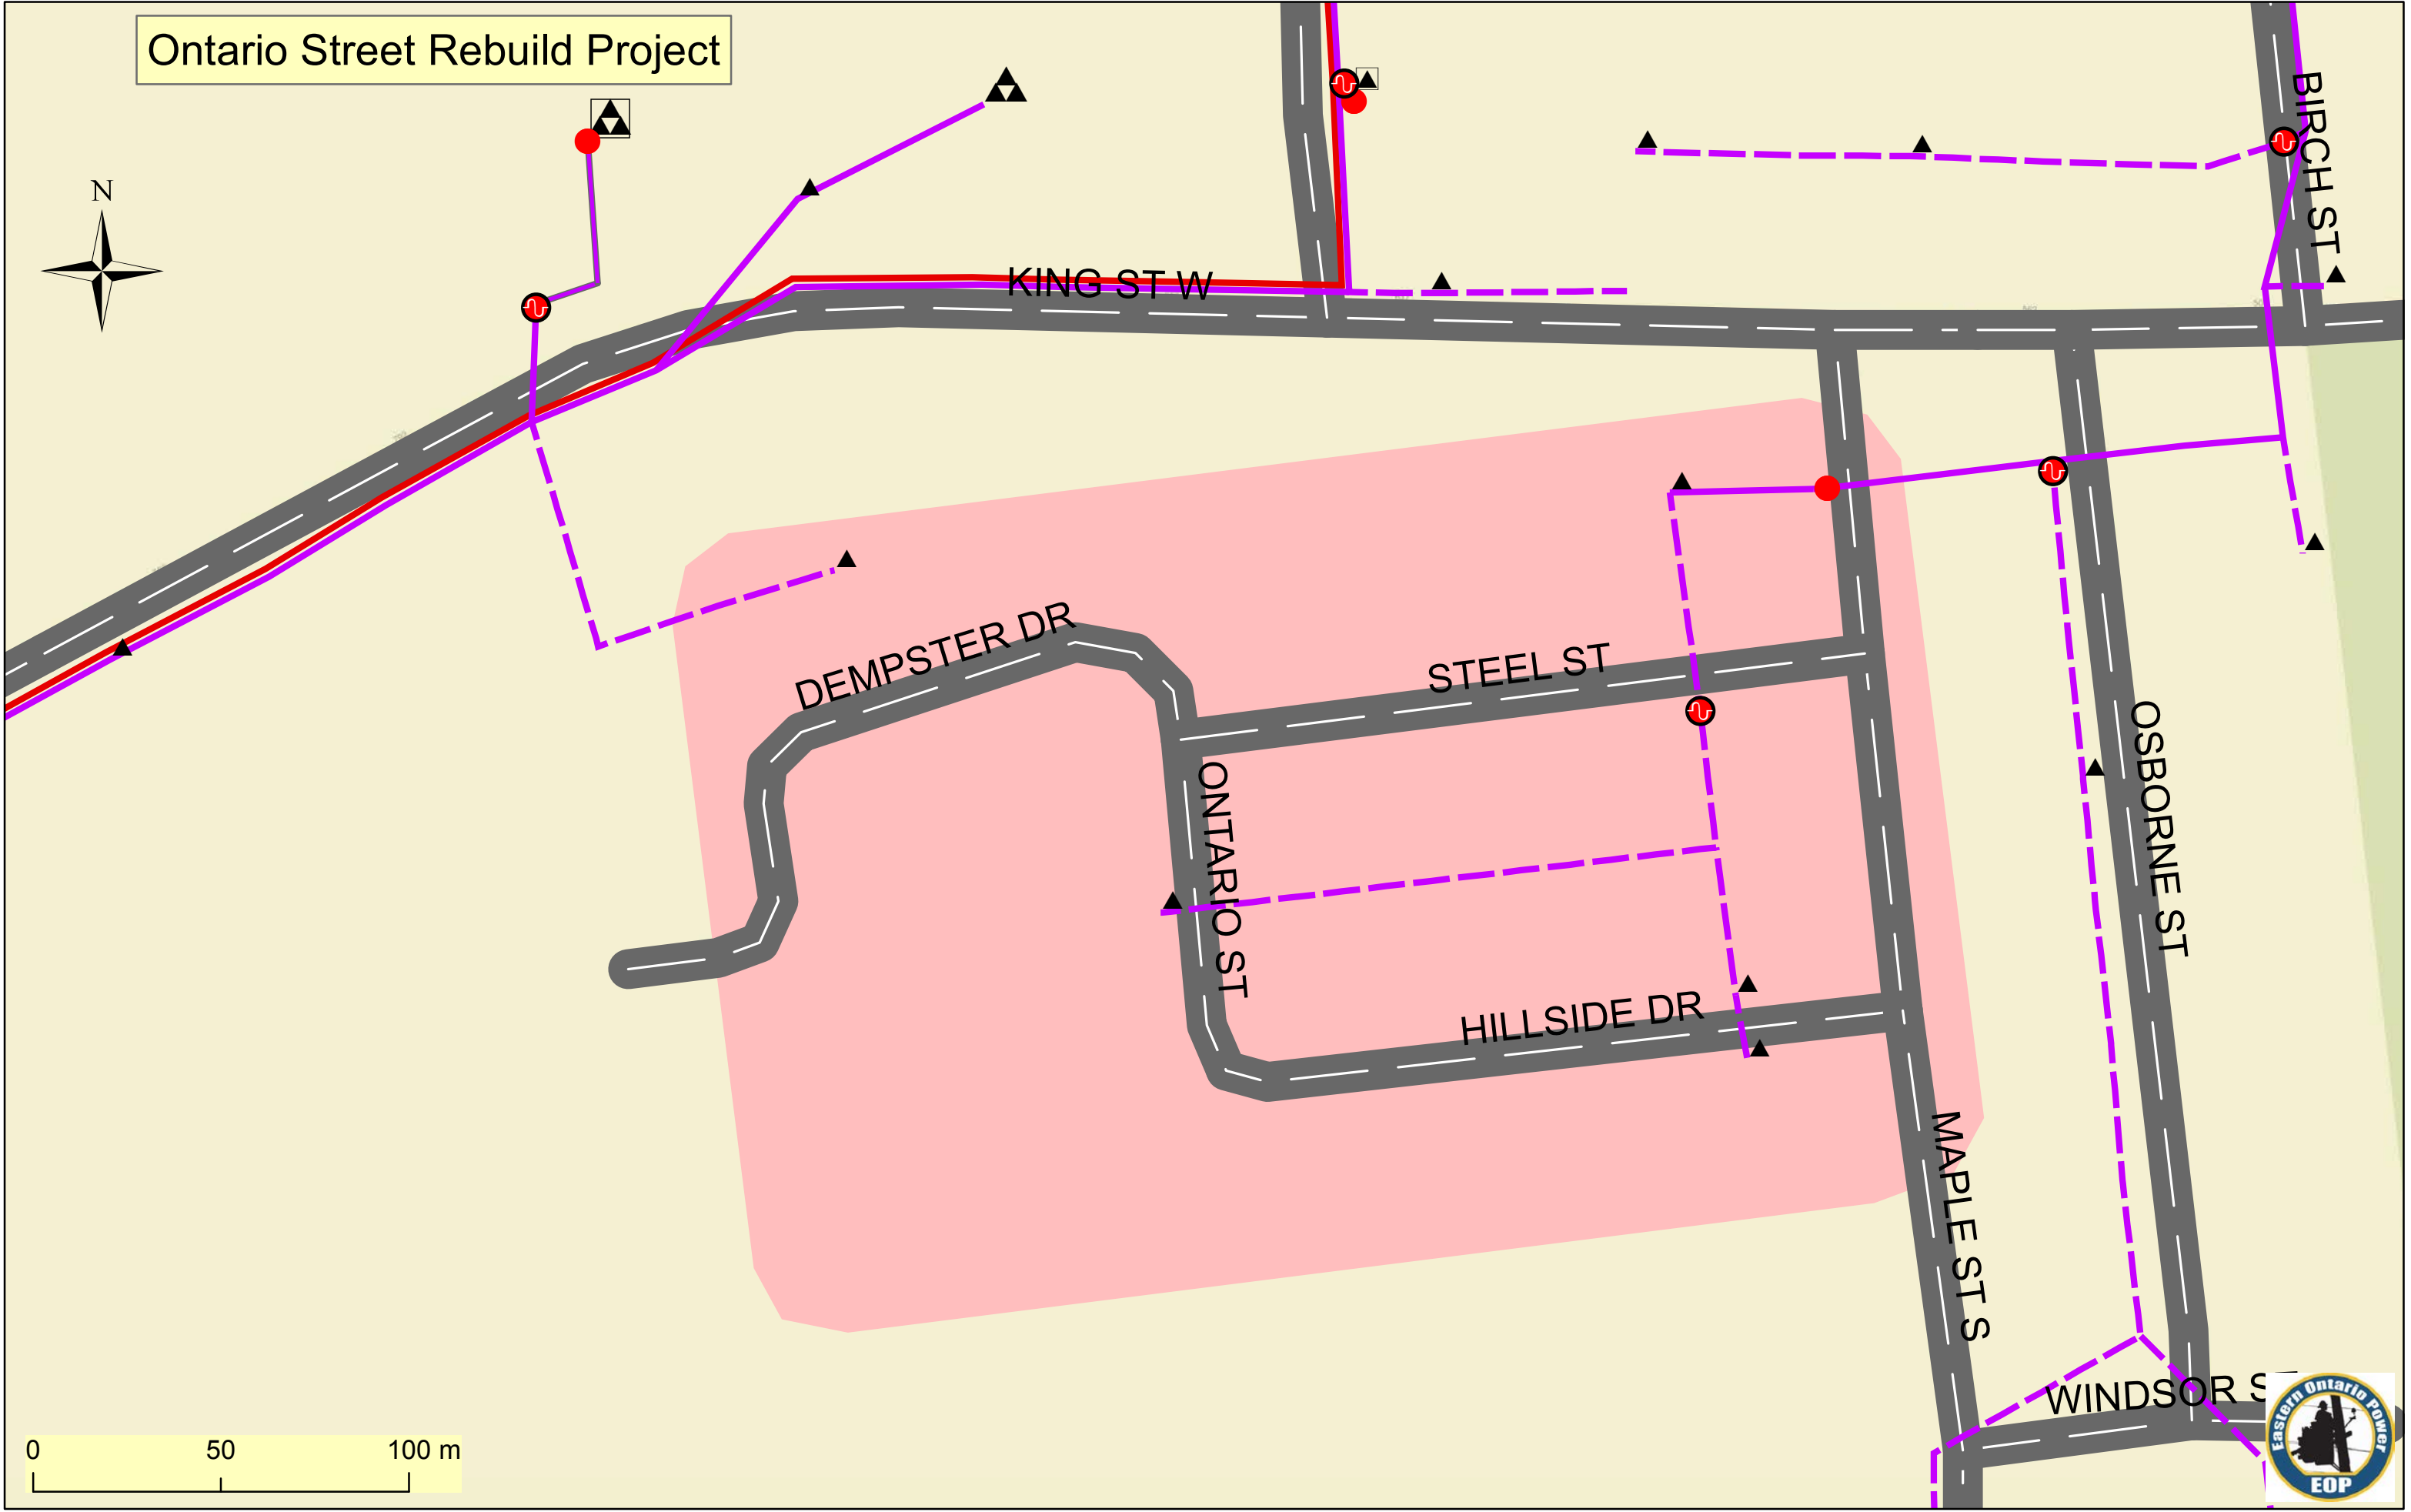 Ontario Street Rebuild Project
N
BIRCH ST
KING ST W
DEMPSTER DR
STEEL ST
ONTARIO ST
OSBORNE ST
HILLSIDE DR
MAPLE ST S
WINDSOR
0 50 100 m
Eastern Ontario Power
EOP